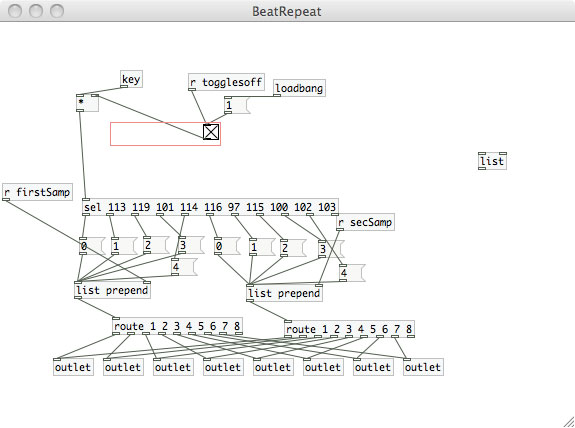 BeatRepeat
key
r togglesoff
loadbang
*
1
list
r firstSamp
sel 113 119 101 114 116 97 115 100 102 103
r secSamp
0 1 2 3 0 1 2 3
4 4
list prepend list prepend
route 1 2 3 4 5 6 7 8 route 1 2 3 4 5 6 7 8
outlet outlet outlet outlet outlet outlet outlet outlet